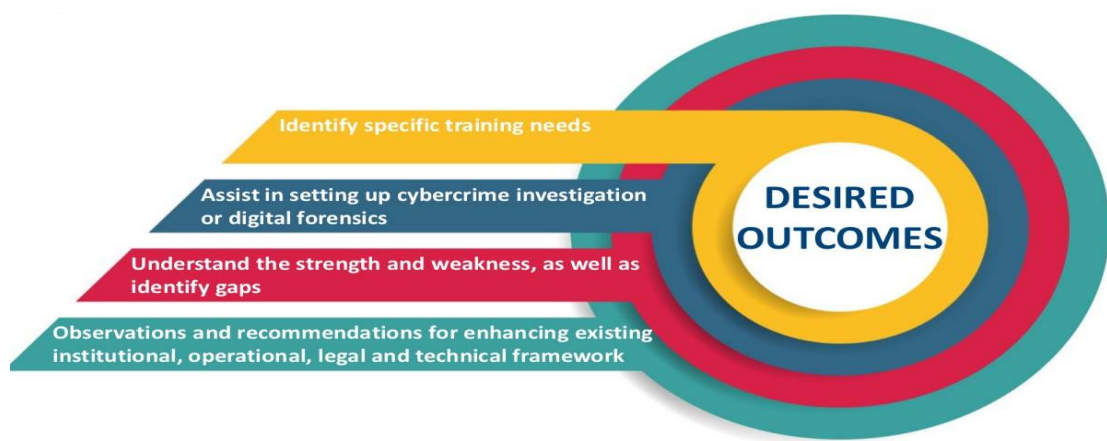 Identify specific training needs
Assist in setting up cybercrime investigation
or digital forensics
Understand the strength and weakness, as well as
identify gaps
Observations and recommendations for enhancing existing
institutional, operational, legal and technical framework
DESIRED
OUTCOMES